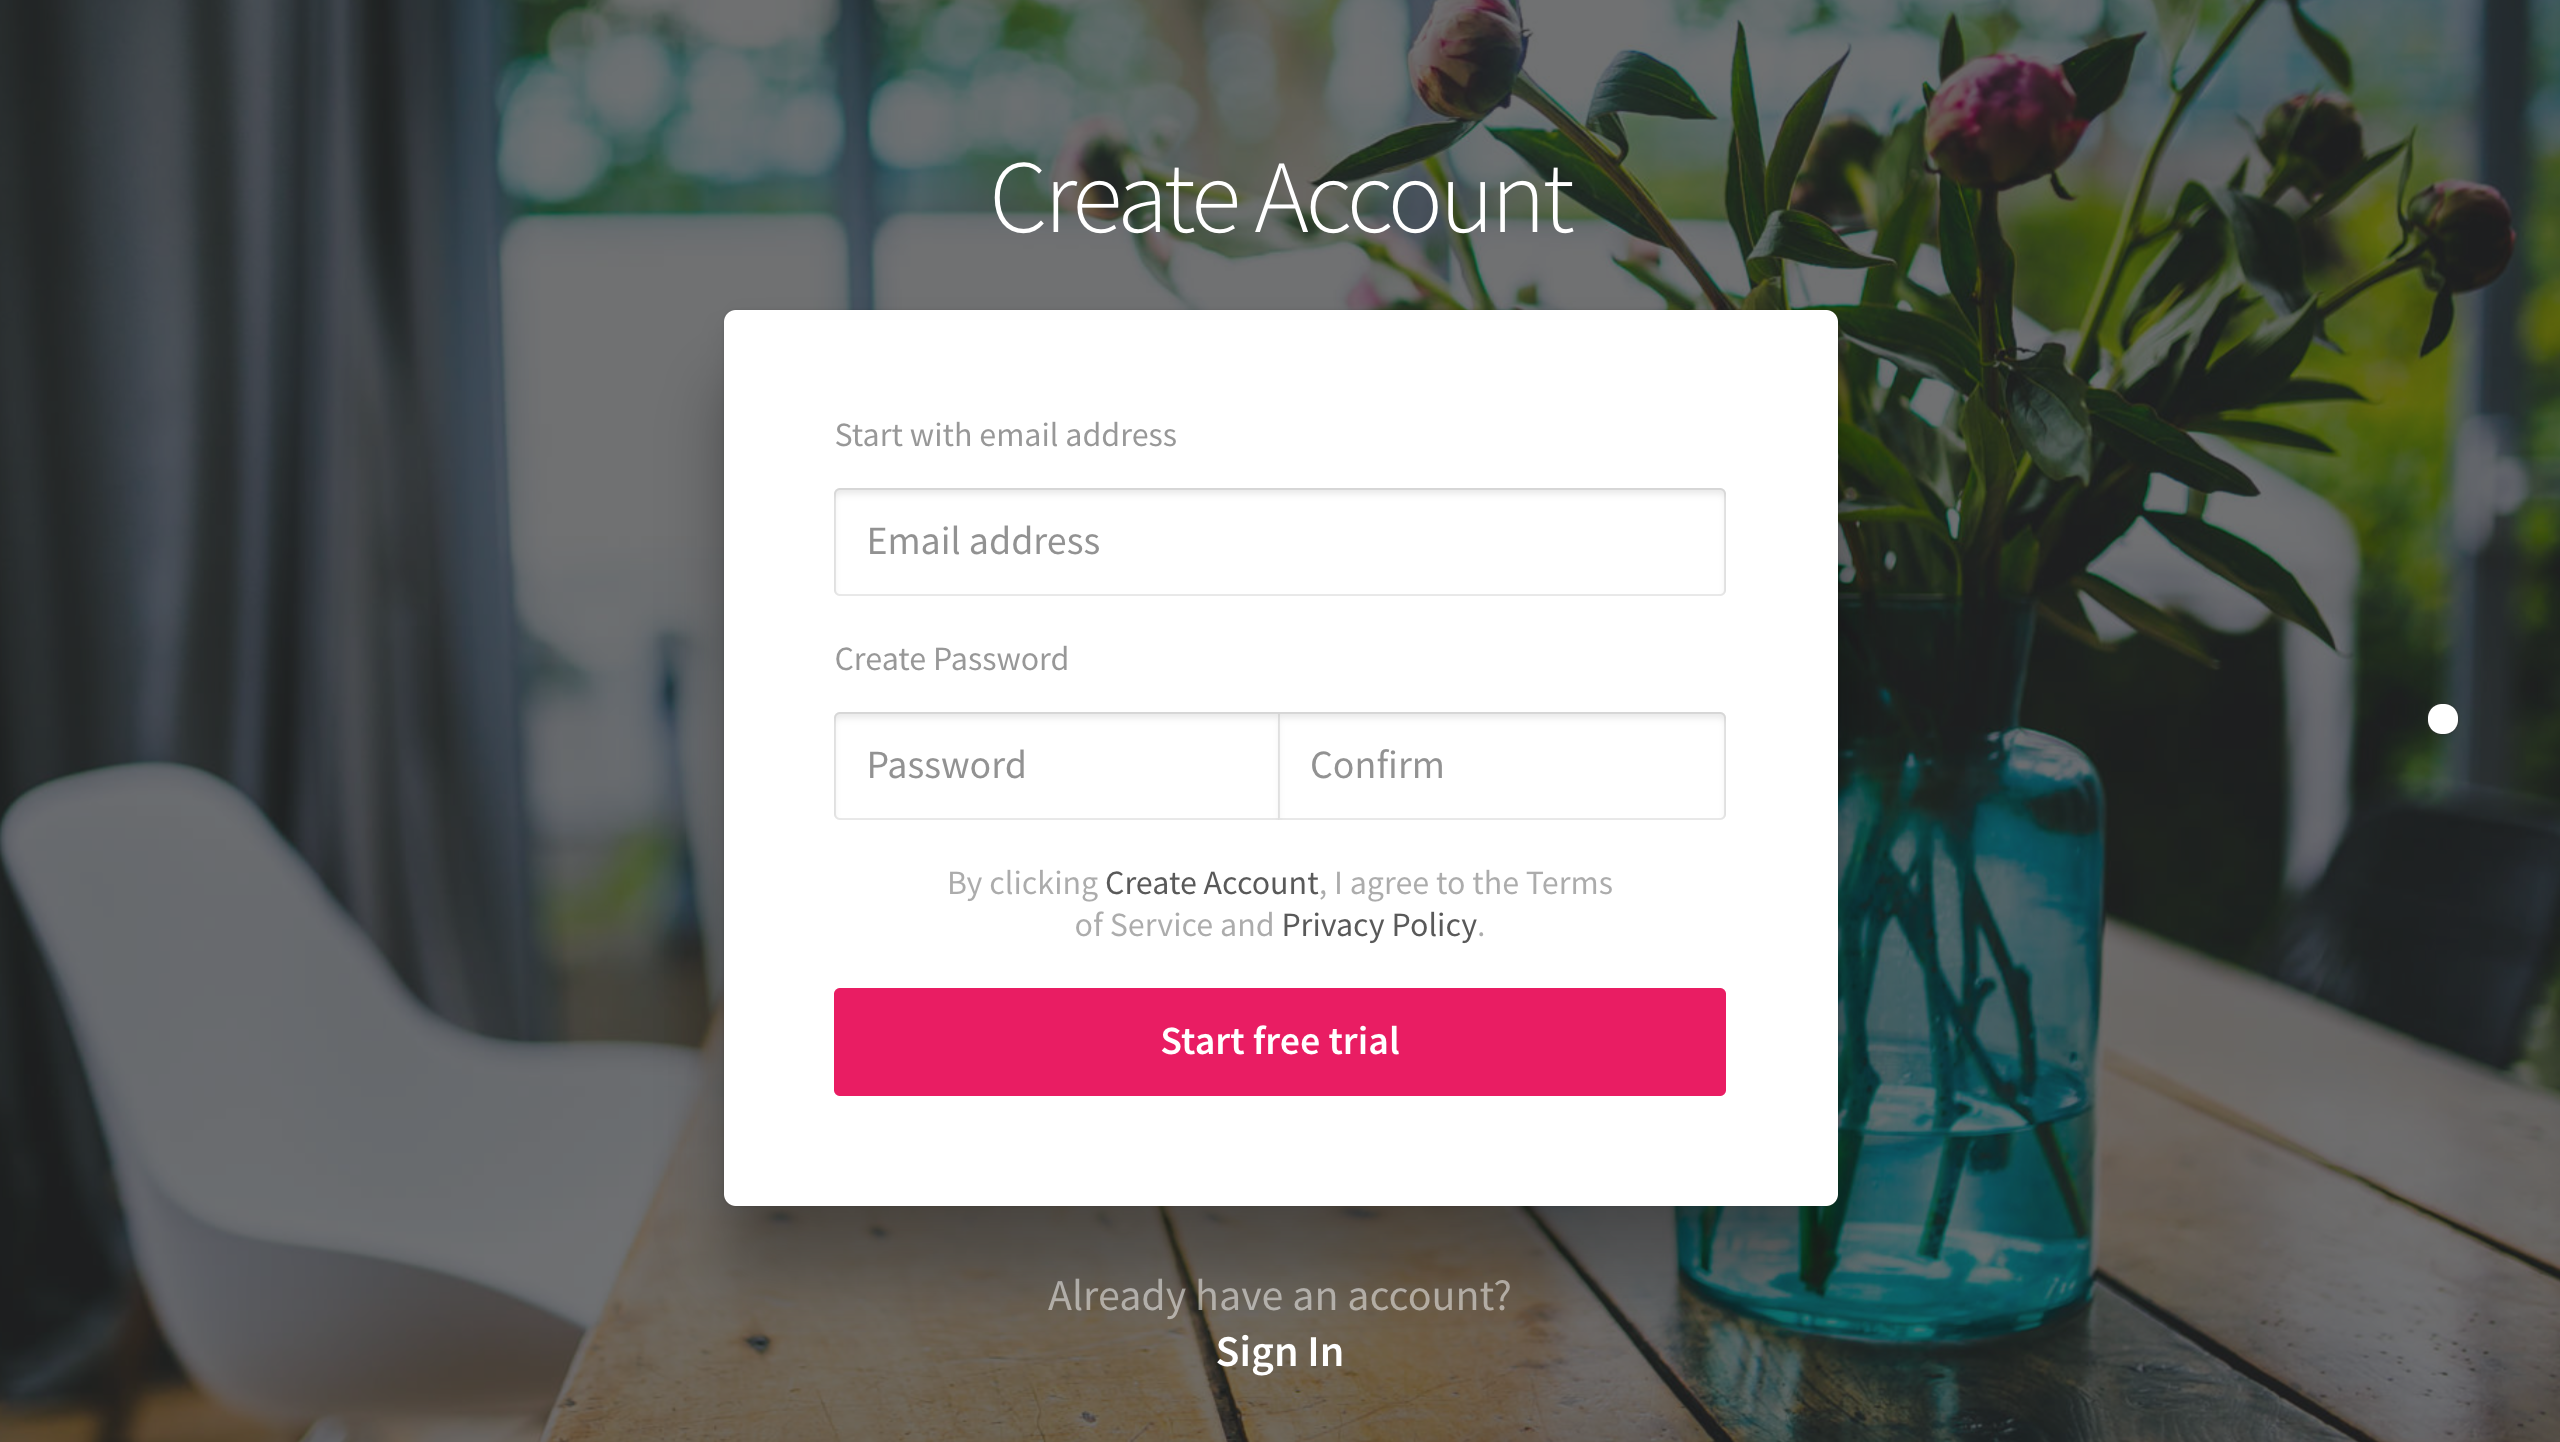 Create Account
Start with email address
Email address
Create Password
Password
Confirm
By clicking Create Account, I agree to the Terms
of Service and Privacy Policy.
Start free trial
Already have an account?
Sign In